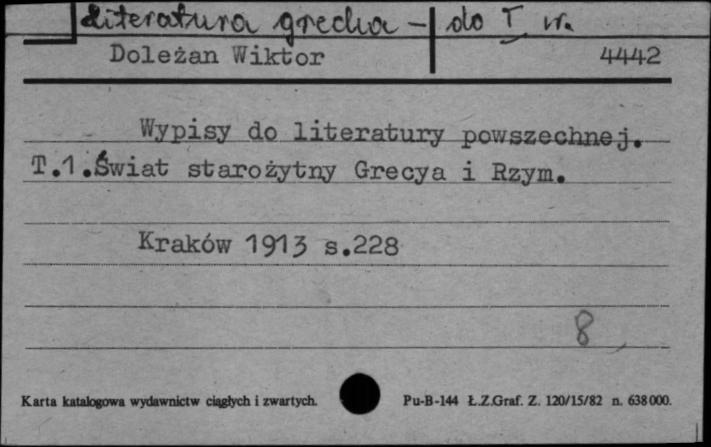 Literatura grecka - do I w.
Doleżan Wiktor 4442
Wypisy do literatury powszechnej.
T.1.Świat starożytny Grecya i Rzym.
Kraków 1913 s.228
8
Karta katalogowa wydawnictw ciągłych i zwartych. Pu-B-144 Ł.Z.Graf. Z. 120/15/82 n. 638000.